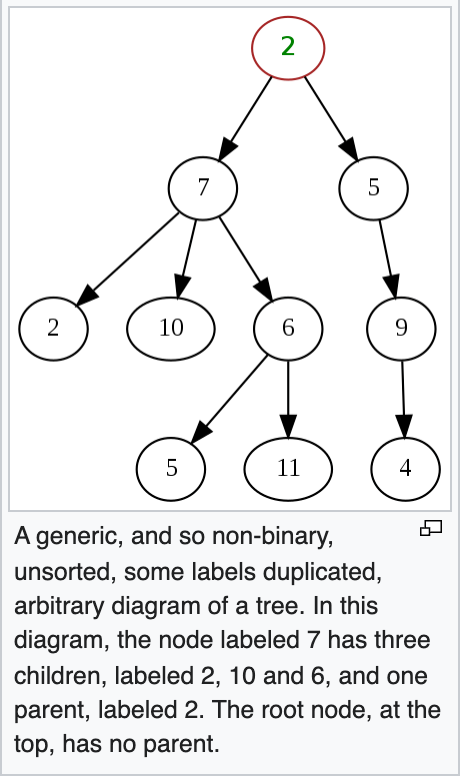 2
7 5
2 10 6 9
5 11 4
A generic, and so non-binary,
unsorted, some labels duplicated,
arbitrary diagram of a tree. In this
diagram, the node labeled 7 has three
children, labeled 2, 10 and 6, and one
parent, labeled 2. The root node, at the
top, has no parent.